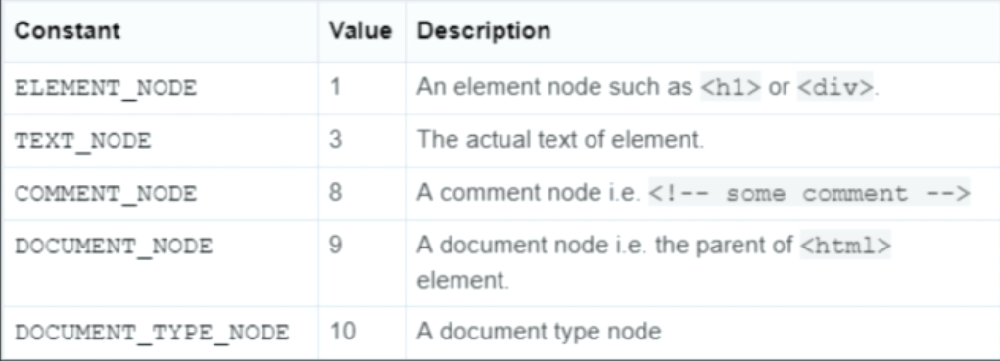 Constant Value Description
ELEMENT_NODE 1 An element node such as <h1> or <div>.
TEXT_NODE 3 The actual text of element.
COMMENT_NODE 8 A comment node i.e. <!-- some comment -->
DOCUMENT_NODE 9 A document node i.e. the parent of <html>
element.
DOCUMENT_TYPE_NODE 10 A document type node